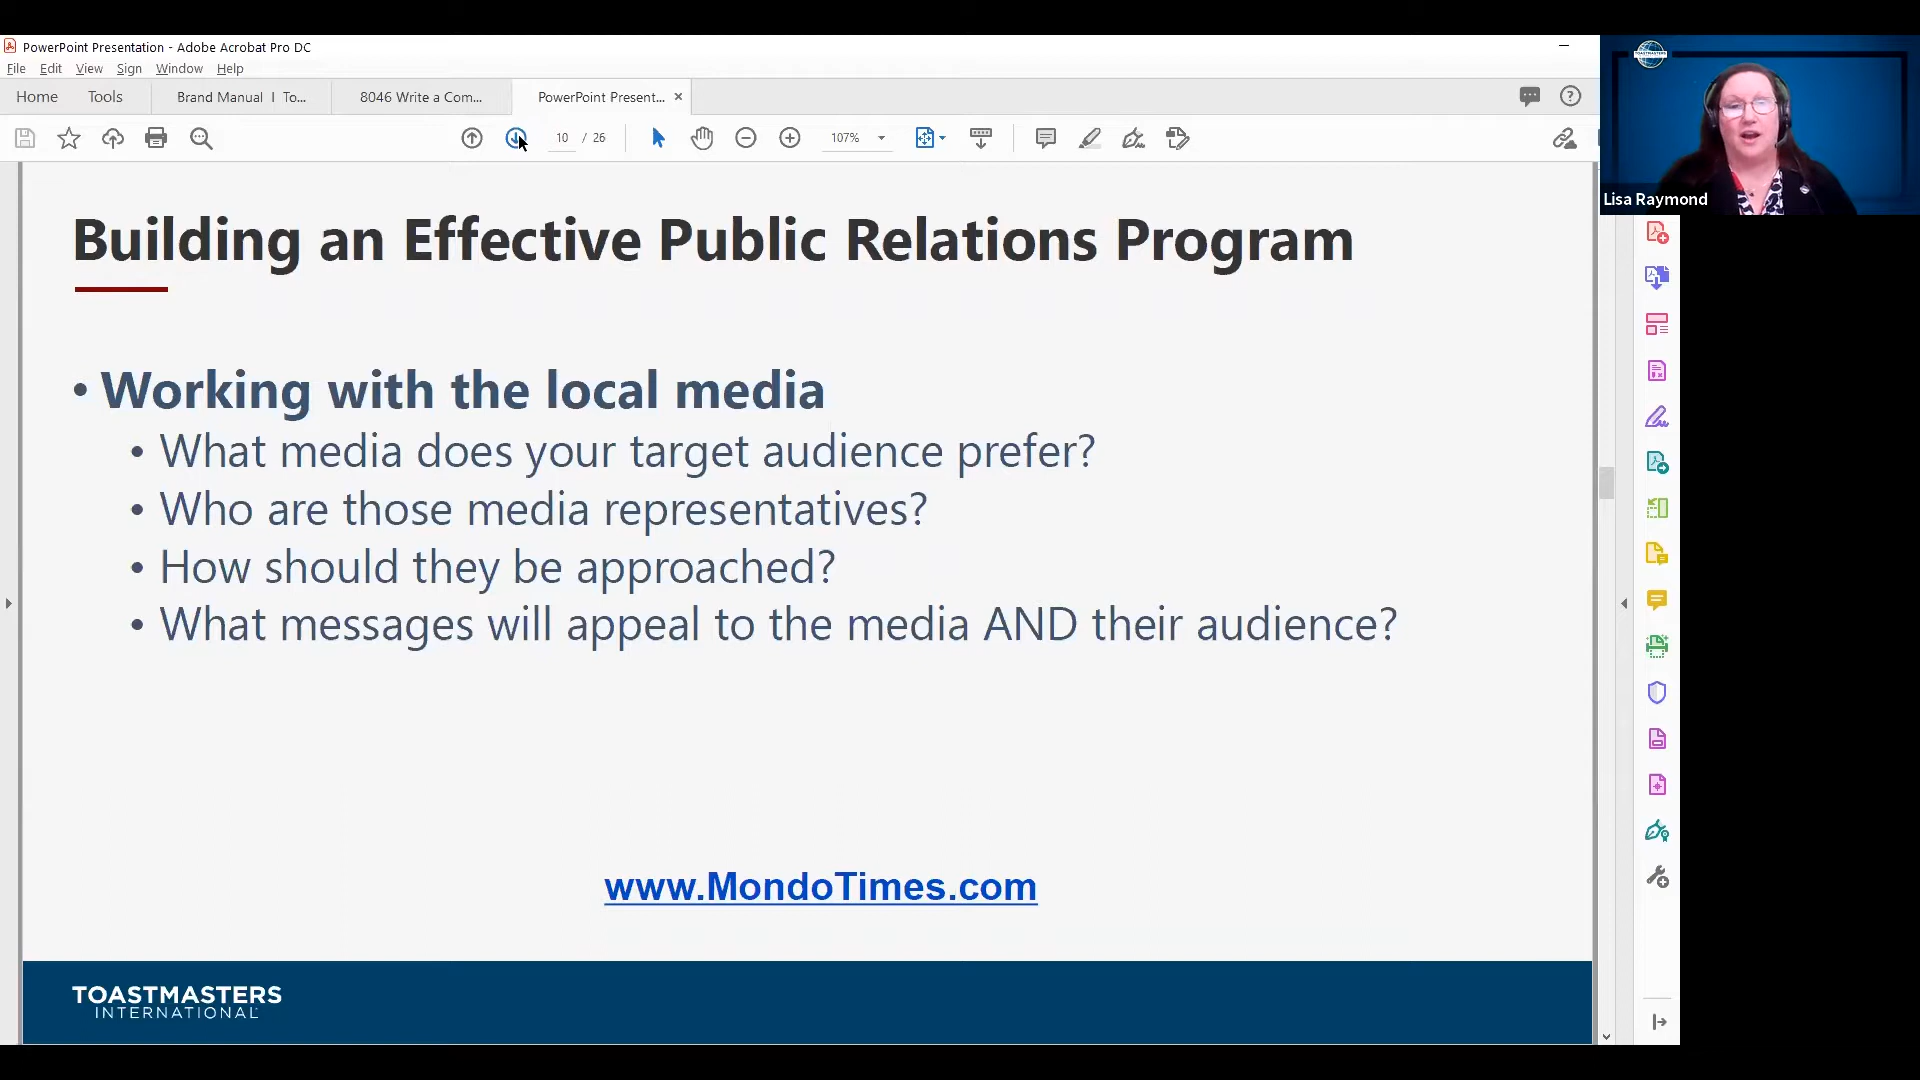 PowerPoint Presentation - Adobe Acrobat Pro DC
File Edit View Sign Window Help
Home Tools Brand Manual I To... 8046 Write a Com... PowerPoint Present... ×
10 / 26 107%
TOASTMASTERS
Lisa Raymond
Building an Effective Public Relations Program
• Working with the local media
• What media does your target audience prefer?
• Who are those media representatives?
• How should they be approached?
• What messages will appeal to the media AND their audience?
www.MondoTimes.com
TOASTMASTERS
INTERNATIONAL